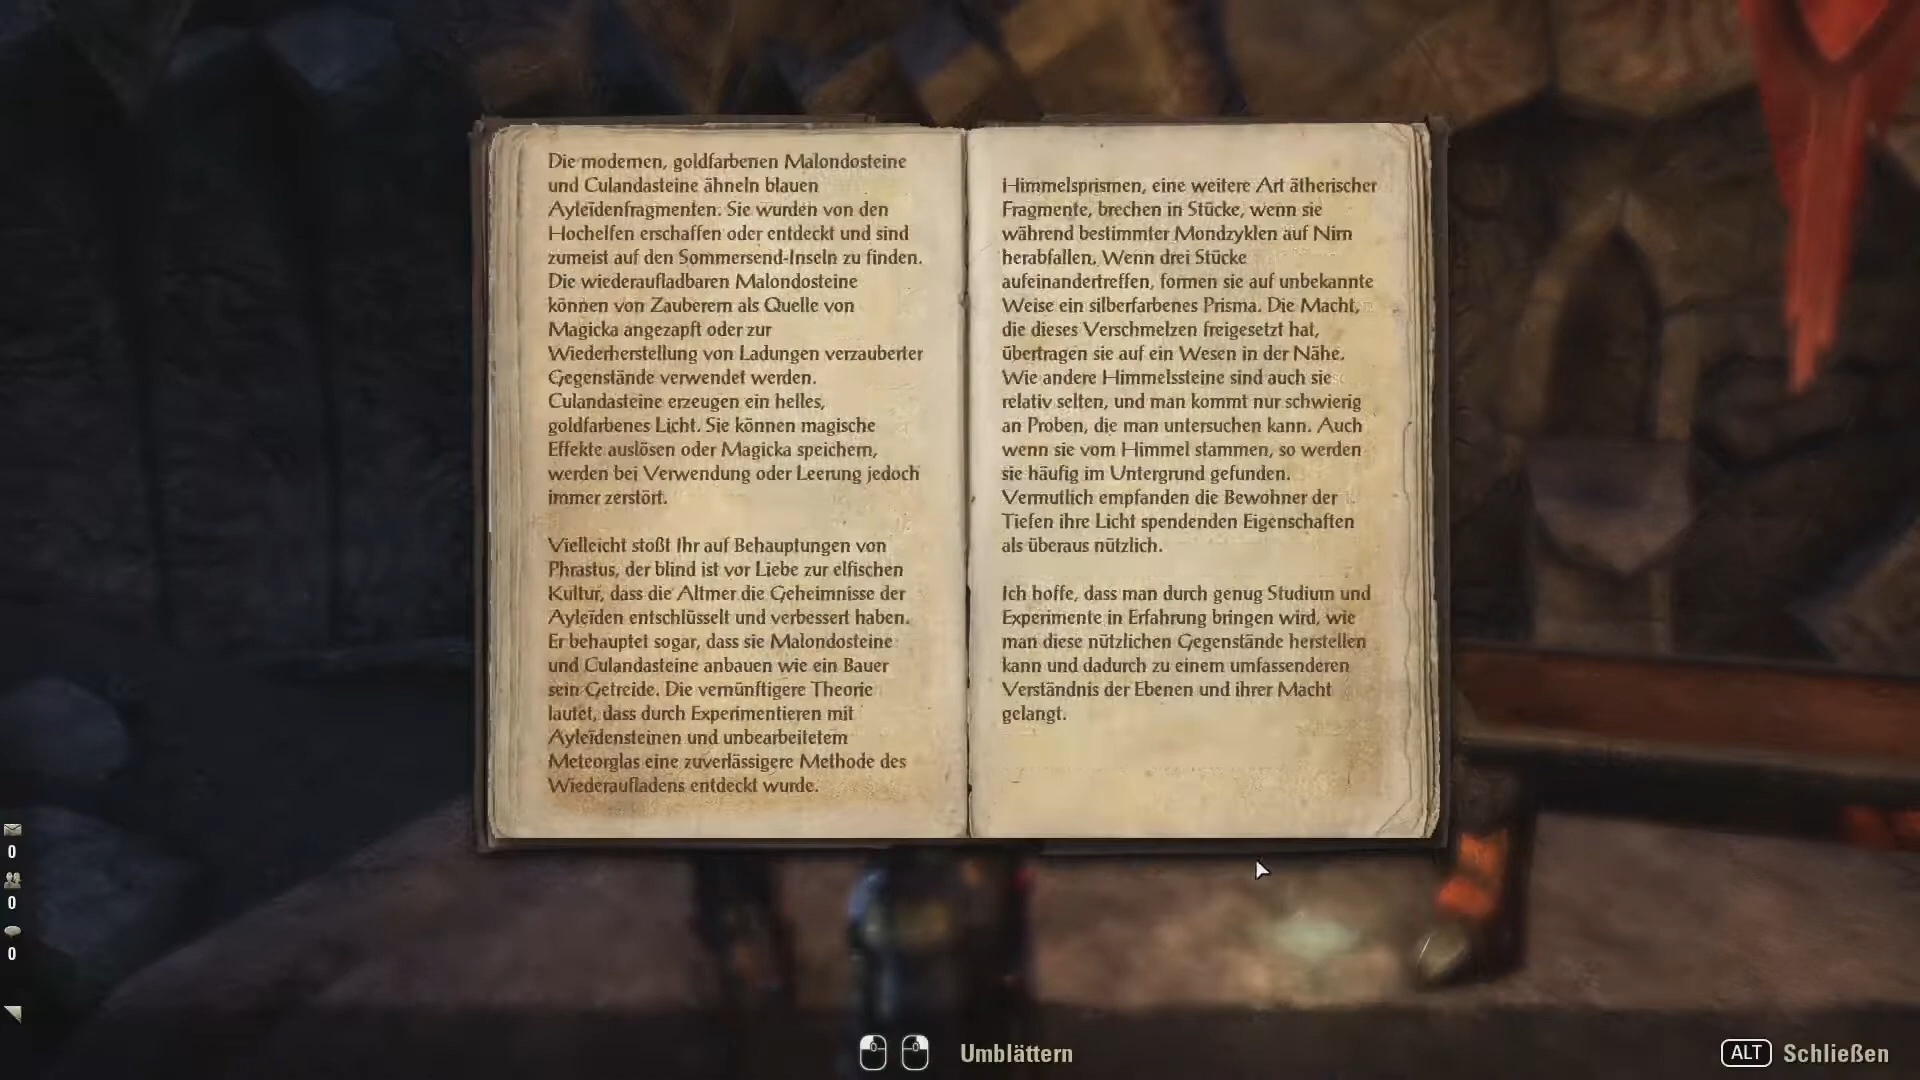 Die modernen, goldfarbenen Malondosteine
und Culandasteine ähneln blauen
Ayleïdenfragmenten. Sie wurden von den
Hochelfen erschaffen oder entdeckt und sind
zumeist auf den Sommersend-Inseln zu finden.
Die wiederaufladbaren Malondosteine
können von Zauberern als Quelle von
Magicka angezapft oder zur
Wiederherstellung von Ladungen verzauberter
Gegenstände verwendet werden.
Culandasteine erzeugen ein helles,
goldfarbenes Licht. Sie können magische
Effekte auslösen oder Magicka speichern,
werden bei Verwendung oder Leerung jedoch
immer zerstört.
Vielleicht stoßt Ihr auf Behauptungen von
Phrastus, der blind ist vor Liebe zur elfischen
Kultur, dass die Altmer die Geheimnisse der
Ayleïden entschlüsselt und verbessert haben.
Er behauptet sogar, dass sie Malondosteine
und Culandasteine anbauen wie ein Bauer
sein Getreide. Die vernünftigere Theorie
lautet, dass durch Experimentieren mit
Ayleïdensteinen und unbearbeitetem
Meteorglas eine zuverlässigere Methode des
Wiederaufladens entdeckt wurde.
Himmelsprismen, eine weitere Art ätherischer
Fragmente, brechen in Stücke, wenn sie
während bestimmter Mondzyklen auf Nirn
herabfallen. Wenn drei Stücke
aufeinandertreffen, formen sie auf unbekannte
Weise ein silberfarbenes Prisma. Die Macht,
die dieses Verschmelzen freigesetzt hat,
übertragen sie auf ein Wesen in der Nähe.
Wie andere Himmelssteine sind auch sie
relativ selten, und man kommt nur schwierig
an Proben, die man untersuchen kann. Auch
wenn sie vom Himmel stammen, so werden
sie häufig im Untergrund gefunden.
Vermutlich empfanden die Bewohner der
Tiefen ihre Licht spendenden Eigenschaften
als überaus nützlich.
Ich hoffe, dass man durch genug Studium und
Experimente in Erfahrung bringen wird, wie
man diese nützlichen Gegenstände herstellen
kann und dadurch zu einem umfassenderen
Verständnis der Ebenen und ihrer Macht
gelangt.
0
0
0
Umblättern
ALT Schließen